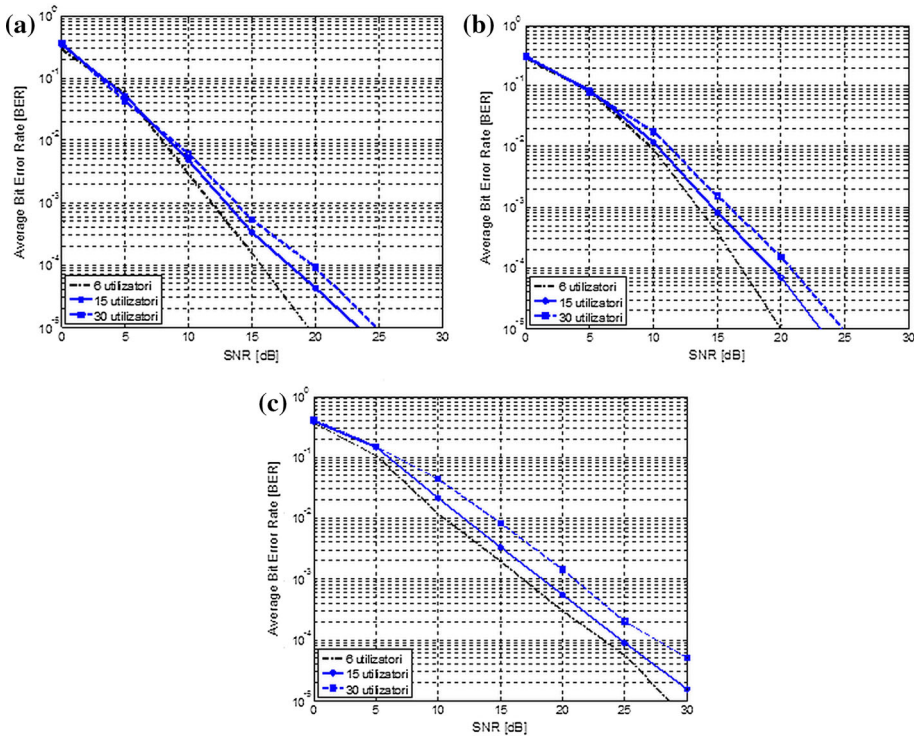 (a)
10^0
10^-1
10^-2
10^-3
10^-4
10^-5
Average Bit Error Rate [BER]
6 utilizatori
15 utilizatori
30 utilizatori
0 5 10 15 20 25 30
SNR [dB]
(b)
10^0
10^-1
10^-2
10^-3
10^-4
10^-5
Average Bit Error Rate [BER]
6 utilizatori
15 utilizatori
30 utilizatori
0 5 10 15 20 25 30
SNR [dB]
(c)
10^0
10^-1
10^-2
10^-3
10^-4
10^-5
Average Bit Error Rate [BER]
6 utilizatori
15 utilizatori
30 utilizatori
0 5 10 15 20 25 30
SNR [dB]